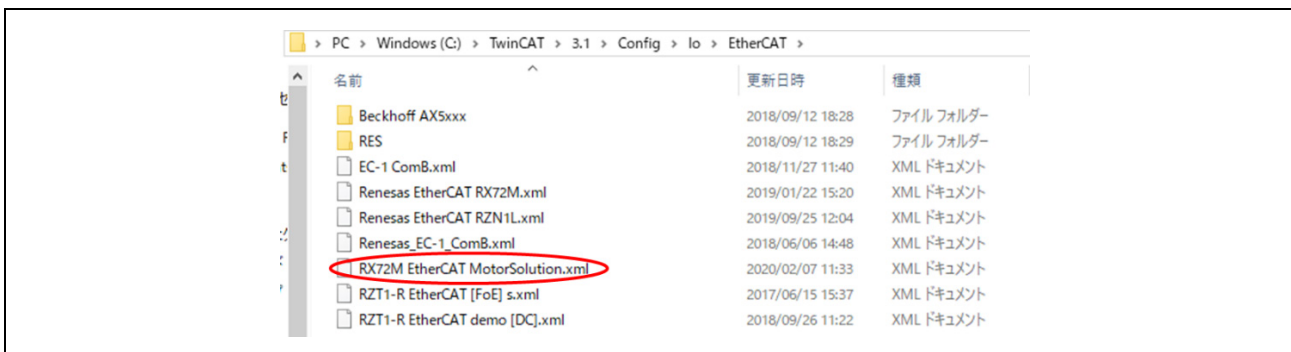 > PC > Windows (C:) > TwinCAT > 3.1 > Config > Io > EtherCAT >
名前 更新日時 種類
Beckhoff AX5xxx 2018/09/12 18:28 ファイル フォルダー
RES 2018/09/12 18:29 ファイル フォルダー
EC-1 ComB.xml 2018/11/27 11:40 XML ドキュメント
Renesas EtherCAT RX72M.xml 2019/01/22 15:20 XML ドキュメント
Renesas EtherCAT RZN1L.xml 2019/09/25 12:04 XML ドキュメント
Renesas_EC-1_ComB.xml 2018/06/06 14:48 XML ドキュメント
RX72M EtherCAT MotorSolution.xml 2020/02/07 11:33 XML ドキュメント
RZT1-R EtherCAT [FoE] s.xml 2017/06/15 15:37 XML ドキュメント
RZT1-R EtherCAT demo [DC].xml 2018/09/26 11:22 XML ドキュメント